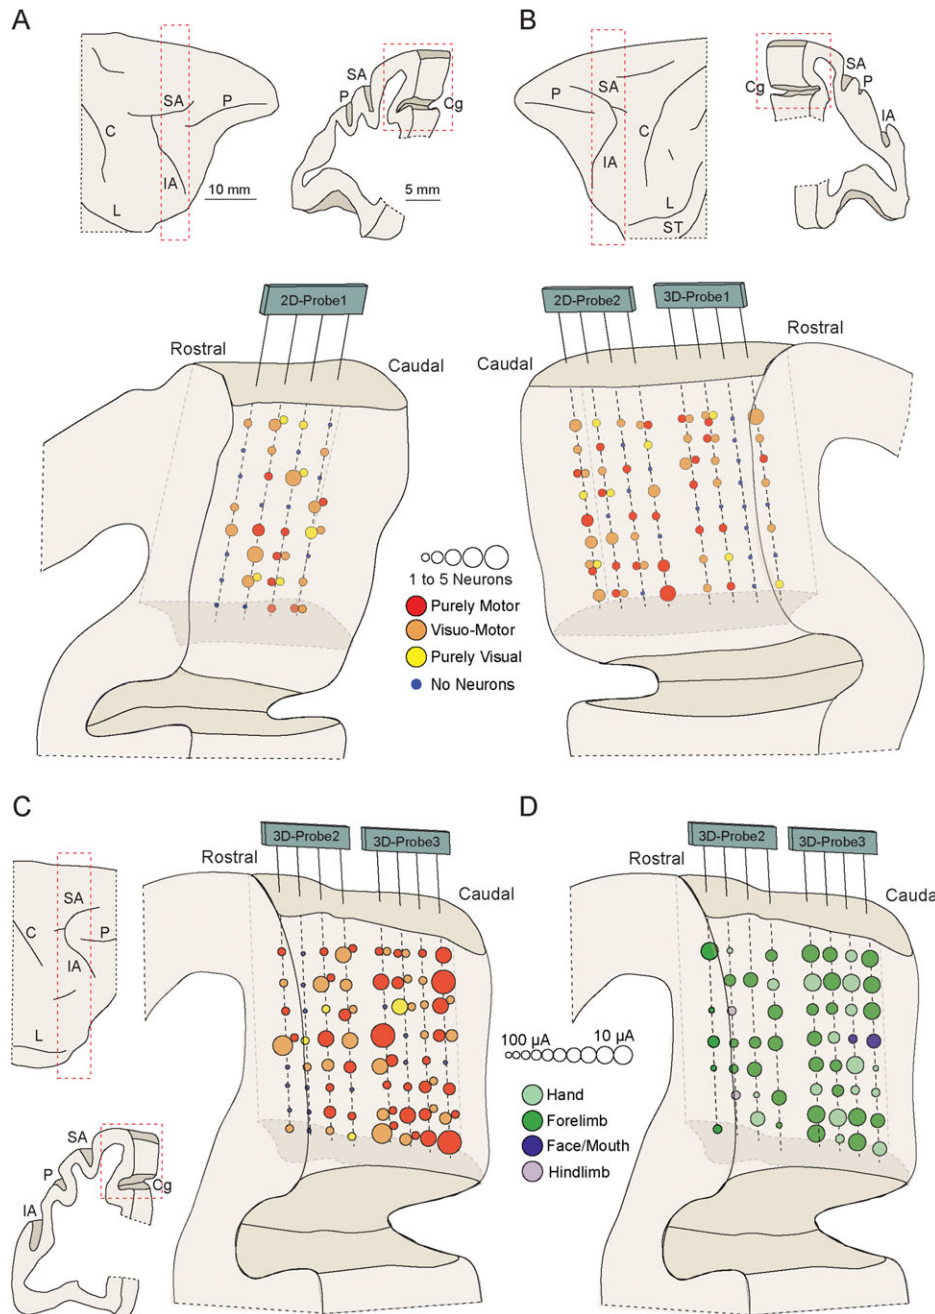 A
SA
P
C
IA
L
10 mm
SA
P
Cg
5 mm
B
P
SA
C
IA
L
ST
Cg
SA
P
IA
2D-Probe1
Rostral
Caudal
2D-Probe2
3D-Probe1
Rostral
Caudal
1 to 5 Neurons
Purely Motor
Visuo-Motor
Purely Visual
No Neurons
C
SA
C
P
IA
L
SA
P
Cg
IA
3D-Probe2
3D-Probe3
Rostral
Caudal
D
3D-Probe2
3D-Probe3
Rostral
Caudal
100 µA
10 µA
Hand
Forelimb
Face/Mouth
Hindlimb